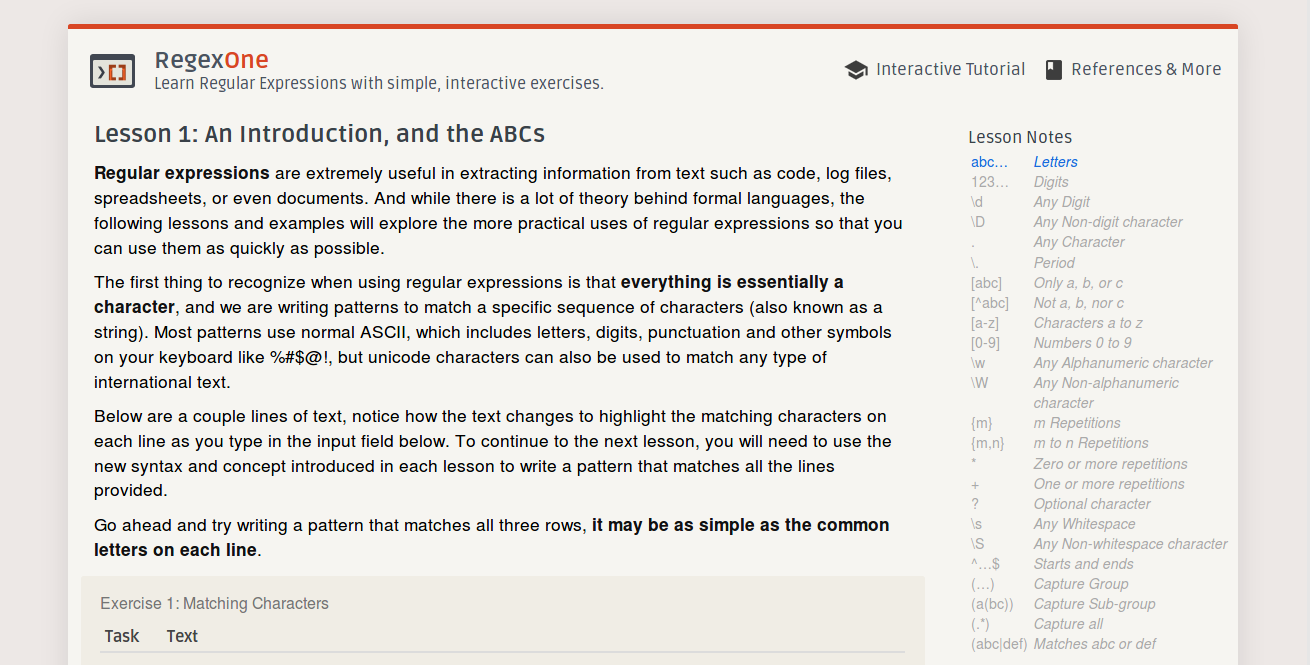 RegexOne
Learn Regular Expressions with simple, interactive exercises.
Interactive Tutorial
References & More
Lesson 1: An Introduction, and the ABCs
Regular expressions are extremely useful in extracting information from text such as code, log files,
spreadsheets, or even documents. And while there is a lot of theory behind formal languages, the
following lessons and examples will explore the more practical uses of regular expressions so that you
can use them as quickly as possible.
The first thing to recognize when using regular expressions is that everything is essentially a
character, and we are writing patterns to match a specific sequence of characters (also known as a
string). Most patterns use normal ASCII, which includes letters, digits, punctuation and other symbols
on your keyboard like %#$@!, but unicode characters can also be used to match any type of
international text.
Below are a couple lines of text, notice how the text changes to highlight the matching characters on
each line as you type in the input field below. To continue to the next lesson, you will need to use the
new syntax and concept introduced in each lesson to write a pattern that matches all the lines
provided.
Go ahead and try writing a pattern that matches all three rows, it may be as simple as the common
letters on each line.
Exercise 1: Matching Characters
Task Text
Lesson Notes
abc… Letters
123… Digits
\d Any Digit
\D Any Non-digit character
. Any Character
\. Period
[abc] Only a, b, or c
[^abc] Not a, b, nor c
[a-z] Characters a to z
[0-9] Numbers 0 to 9
\w Any Alphanumeric character
\W Any Non-alphanumeric
character
{m} m Repetitions
{m,n} m to n Repetitions
* Zero or more repetitions
+ One or more repetitions
? Optional character
\s Any Whitespace
\S Any Non-whitespace character
^…$ Starts and ends
(…) Capture Group
(a(bc)) Capture Sub-group
(.*) Capture all
(abc|def) Matches abc or def